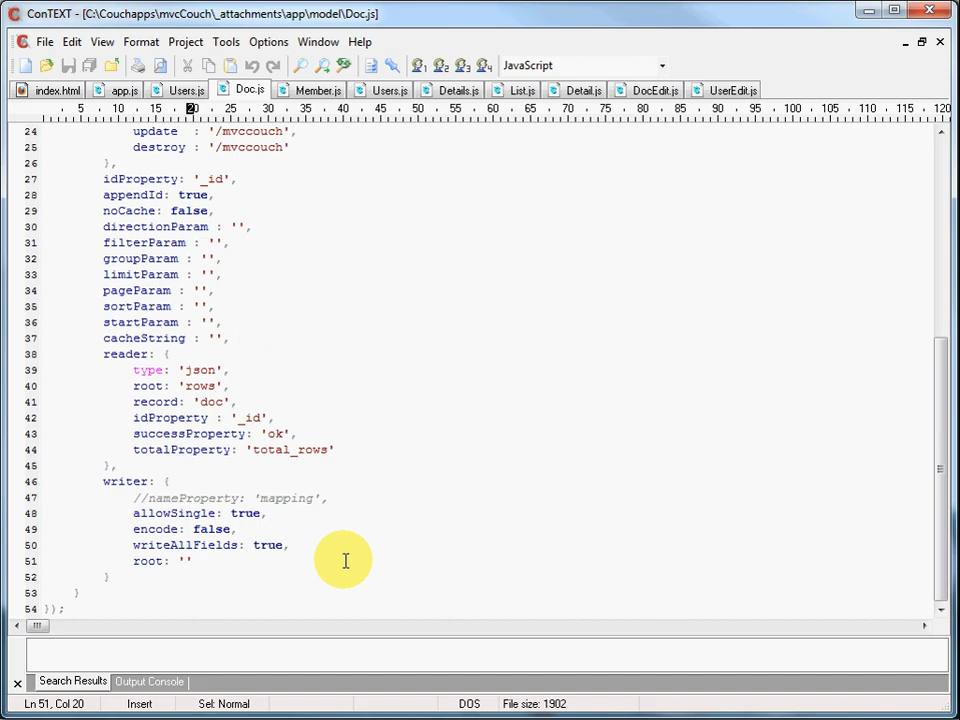 ConTEXT - [C:\Couchapps\mvcCouch\_attachments\app\model\Doc.js]
File Edit View Format Project Tools Options Window Help
JavaScript
index.html app.js Users.js Doc.js Member.js Users.js Details.js List.js Detail.js DocEdit.js UserEdit.js
5 10 15 20 25 30 35 40 45 50 55 60 65 70 75 80 85 90 95 100 105 110 115 120
24 update : '/mvccouch',
25 destroy : '/mvccouch'
26 },
27 idProperty: '_id',
28 appendId: true,
29 noCache: false,
30 directionParam : '',
31 filterParam : '',
32 groupParam : '',
33 limitParam : '',
34 pageParam : '',
35 sortParam : '',
36 startParam : '',
37 cacheString : '',
38 reader: {
39 type: 'json',
40 root: 'rows',
41 record: 'doc',
42 idProperty : '_id',
43 successProperty: 'ok',
44 totalProperty: 'total_rows'
45 },
46 writer: {
47 //nameProperty: 'mapping',
48 allowSingle: true,
49 encode: false,
50 writeAllFields: true,
51 root: ''
52 }
53 }
54 });
Search Results Output Console
Ln 51, Col 20 Insert Sel: Normal DOS File size: 1902